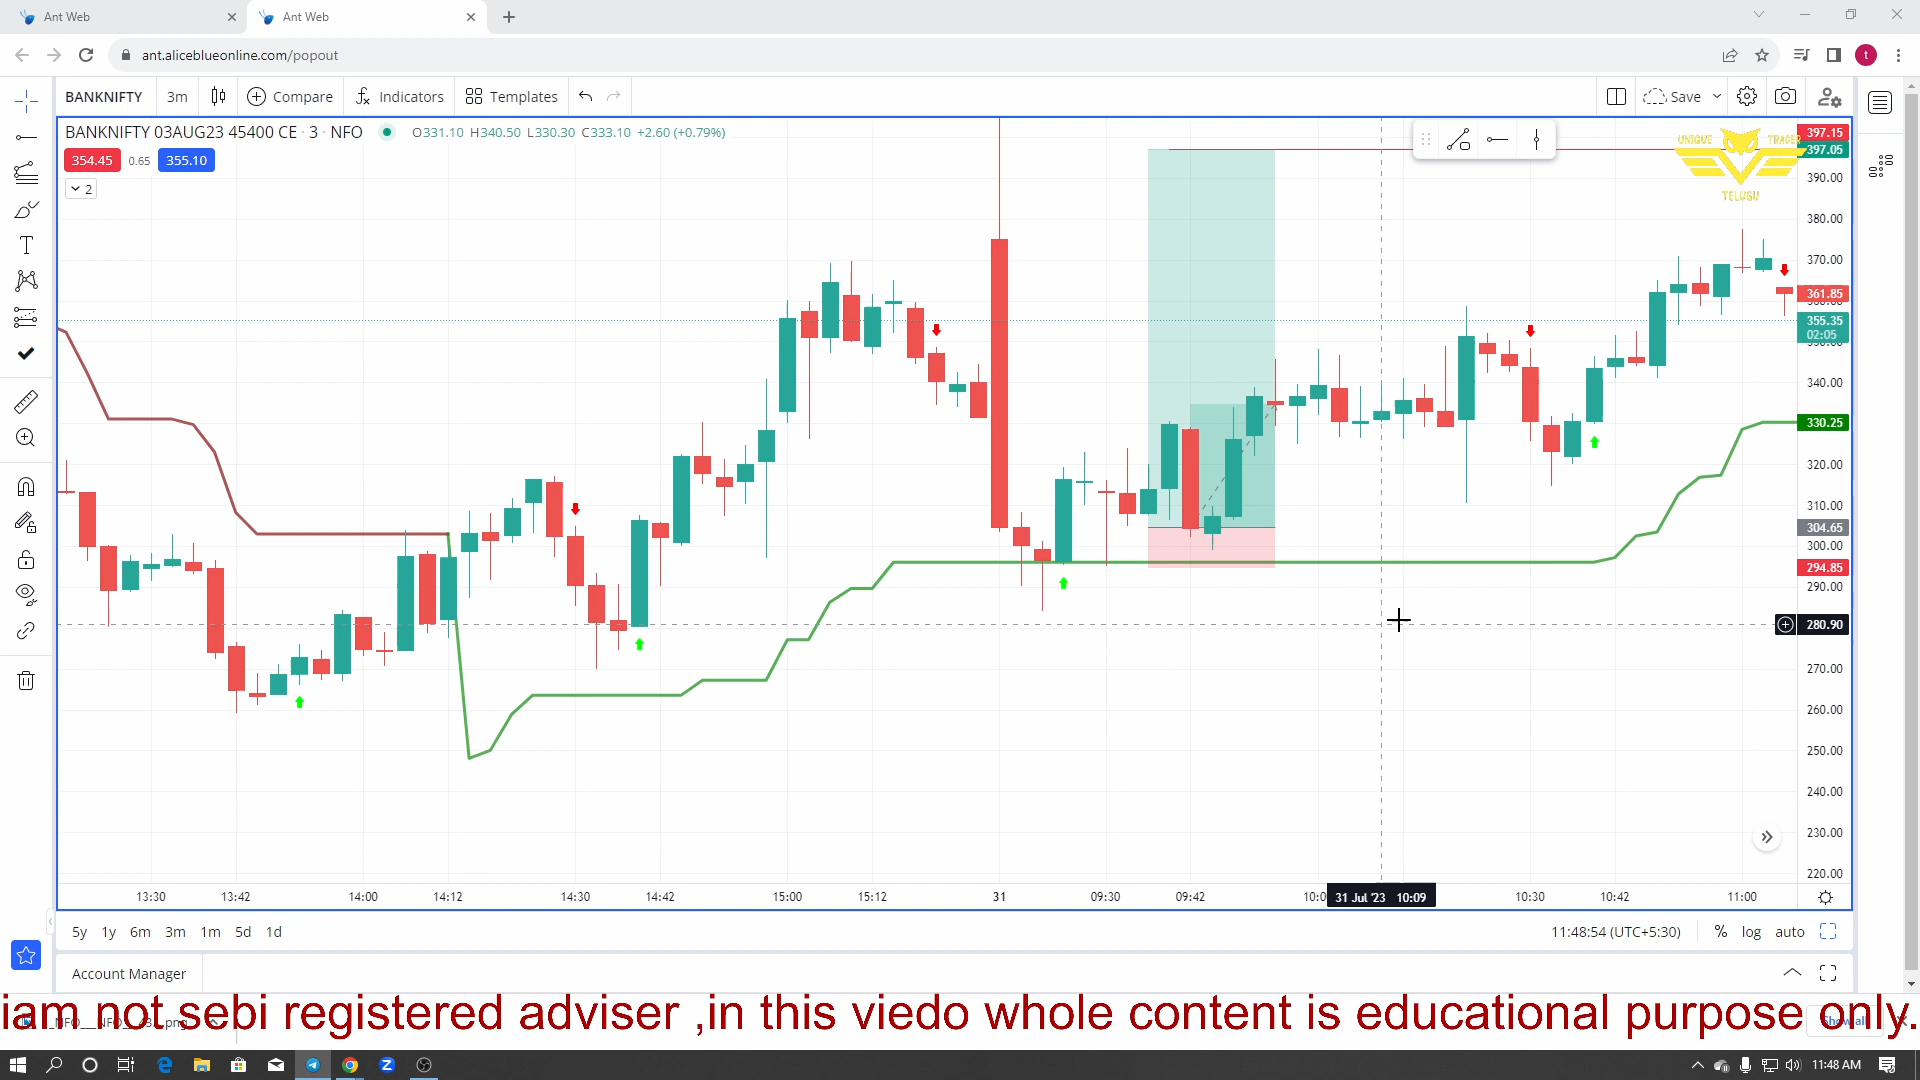 Ant Web
Ant Web
ant.aliceblueonline.com/popout
t
BANKNIFTY 3m Compare Indicators Templates Save
BANKNIFTY 03AUG23 45400 CE · 3 · NFO O331.10 H340.50 L330.30 C333.10 +2.60 (+0.79%)
354.45 0.65 355.10
2
UNIQUE TRADER
TELUGU
397.15
397.05
390.00
380.00
370.00
361.85
355.35
02:05
350.00
340.00
330.25
320.00
310.00
304.65
300.00
294.85
290.00
280.90
270.00
260.00
250.00
240.00
230.00
220.00
13:30 13:42 14:00 14:12 14:30 14:42 15:00 15:12 31 09:30 09:42 31 Jul '23 10:09 10:30 10:42 11:00
5y 1y 6m 3m 1m 5d 1d 11:48:54 (UTC+5:30) % log auto
Account Manager
iam not sebi registered adviser ,in this viedo whole content is educational purpose only.
Show all
11:48 AM